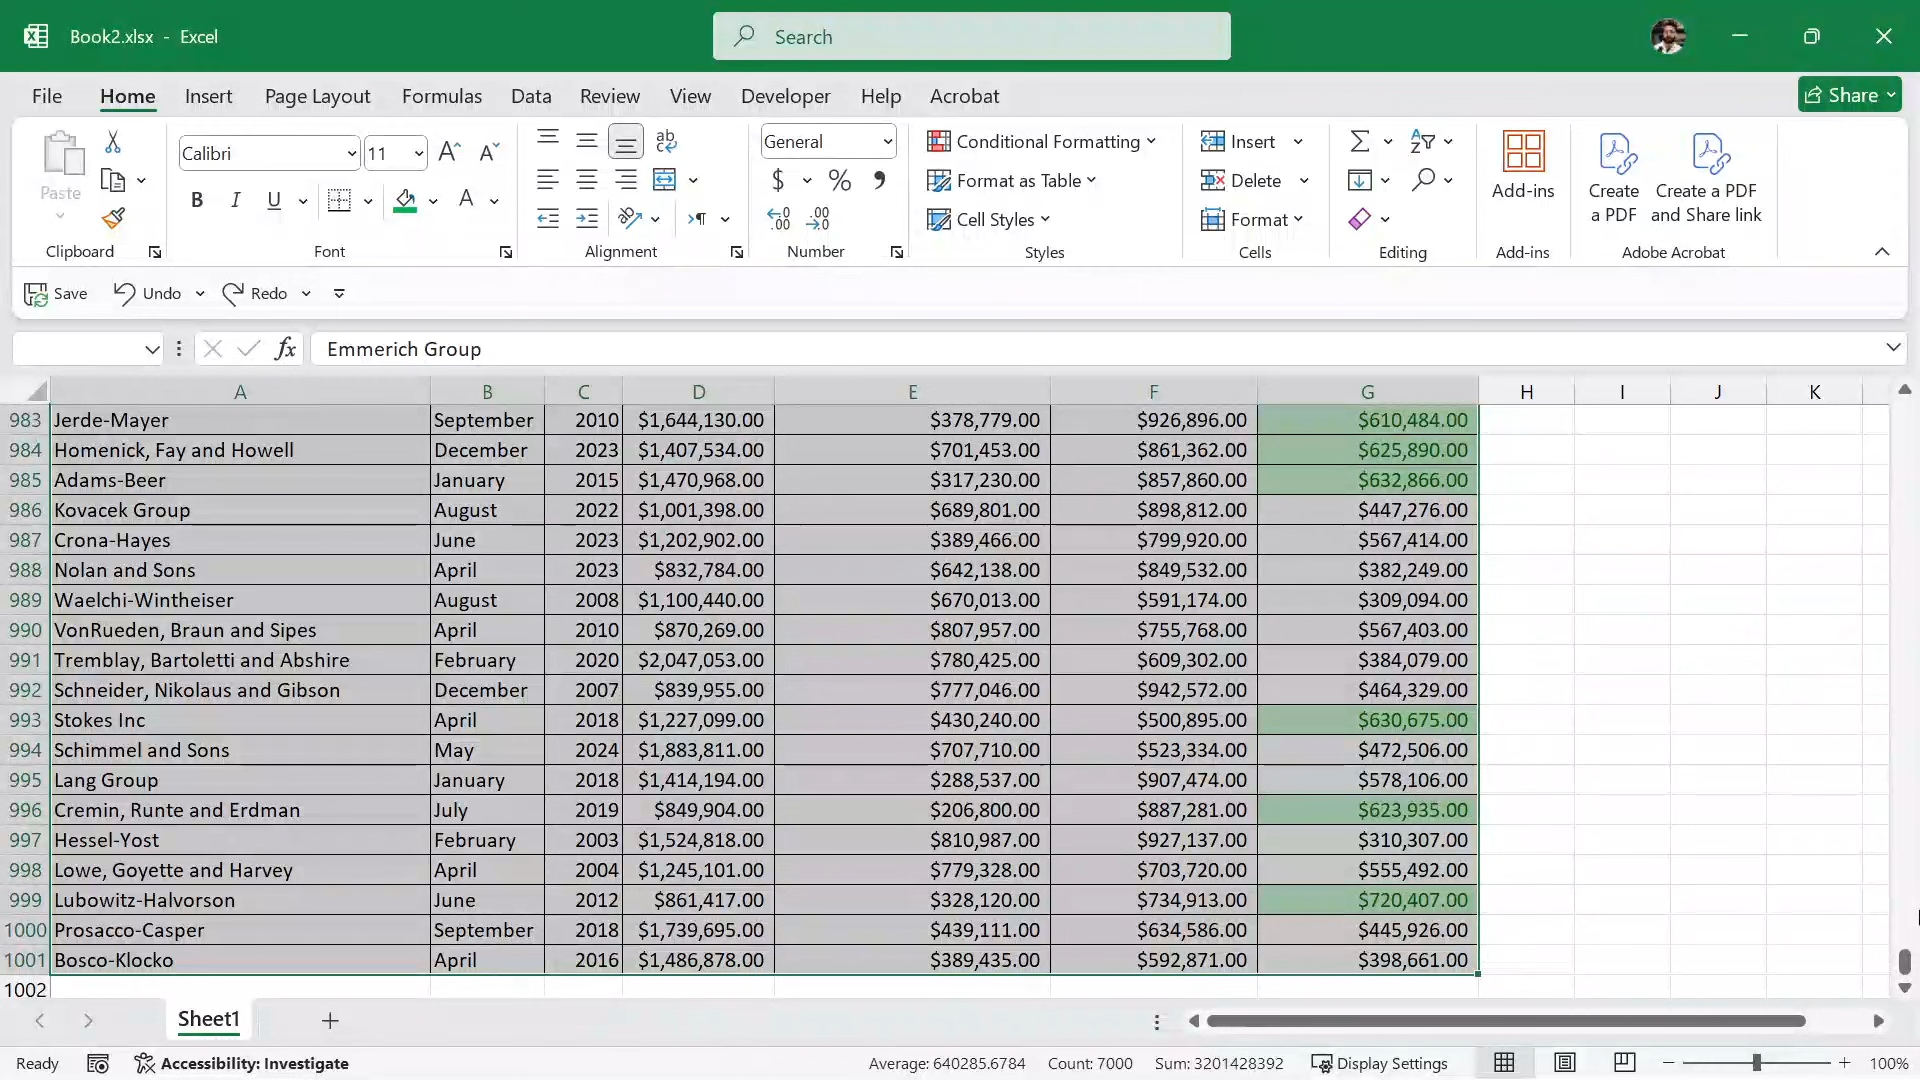 Book2.xlsx - Excel
Search
File Home Insert Page Layout Formulas Data Review View Developer Help Acrobat
Share
Paste
Clipboard
Calibri 11
B I U
Font
ab
Alignment
General
$ % 9
Number
Conditional Formatting
Format as Table
Cell Styles
Styles
Insert
Delete
Format
Cells
Editing
Add-ins
Add-ins
Create a PDF
Create a PDF and Share link
Adobe Acrobat
Save Undo Redo
fx Emmerich Group
A B C D E F G H I J K
983 Jerde-Mayer September 2010 $1,644,130.00 $378,779.00 $926,896.00 $610,484.00
984 Homenick, Fay and Howell December 2023 $1,407,534.00 $701,453.00 $861,362.00 $625,890.00
985 Adams-Beer January 2015 $1,470,968.00 $317,230.00 $857,860.00 $632,866.00
986 Kovacek Group August 2022 $1,001,398.00 $689,801.00 $898,812.00 $447,276.00
987 Crona-Hayes June 2023 $1,202,902.00 $389,466.00 $799,920.00 $567,414.00
988 Nolan and Sons April 2023 $832,784.00 $642,138.00 $849,532.00 $382,249.00
989 Waelchi-Wintheiser August 2008 $1,100,440.00 $670,013.00 $591,174.00 $309,094.00
990 VonRueden, Braun and Sipes April 2010 $870,269.00 $807,957.00 $755,768.00 $567,403.00
991 Tremblay, Bartoletti and Abshire February 2020 $2,047,053.00 $780,425.00 $609,302.00 $384,079.00
992 Schneider, Nikolaus and Gibson December 2007 $839,955.00 $777,046.00 $942,572.00 $464,329.00
993 Stokes Inc April 2018 $1,227,099.00 $430,240.00 $500,895.00 $630,675.00
994 Schimmel and Sons May 2024 $1,883,811.00 $707,710.00 $523,334.00 $472,506.00
995 Lang Group January 2018 $1,414,194.00 $288,537.00 $907,474.00 $578,106.00
996 Cremin, Runte and Erdman July 2019 $849,904.00 $206,800.00 $887,281.00 $623,935.00
997 Hessel-Yost February 2003 $1,524,818.00 $810,987.00 $927,137.00 $310,307.00
998 Lowe, Goyette and Harvey April 2004 $1,245,101.00 $779,328.00 $703,720.00 $555,492.00
999 Lubowitz-Halvorson June 2012 $861,417.00 $328,120.00 $734,913.00 $720,407.00
1000 Prosacco-Casper September 2018 $1,739,695.00 $439,111.00 $634,586.00 $445,926.00
1001 Bosco-Klocko April 2016 $1,486,878.00 $389,435.00 $592,871.00 $398,661.00
1002
Sheet1
Ready Accessibility: Investigate Average: 640285.6784 Count: 7000 Sum: 3201428392 Display Settings 100%